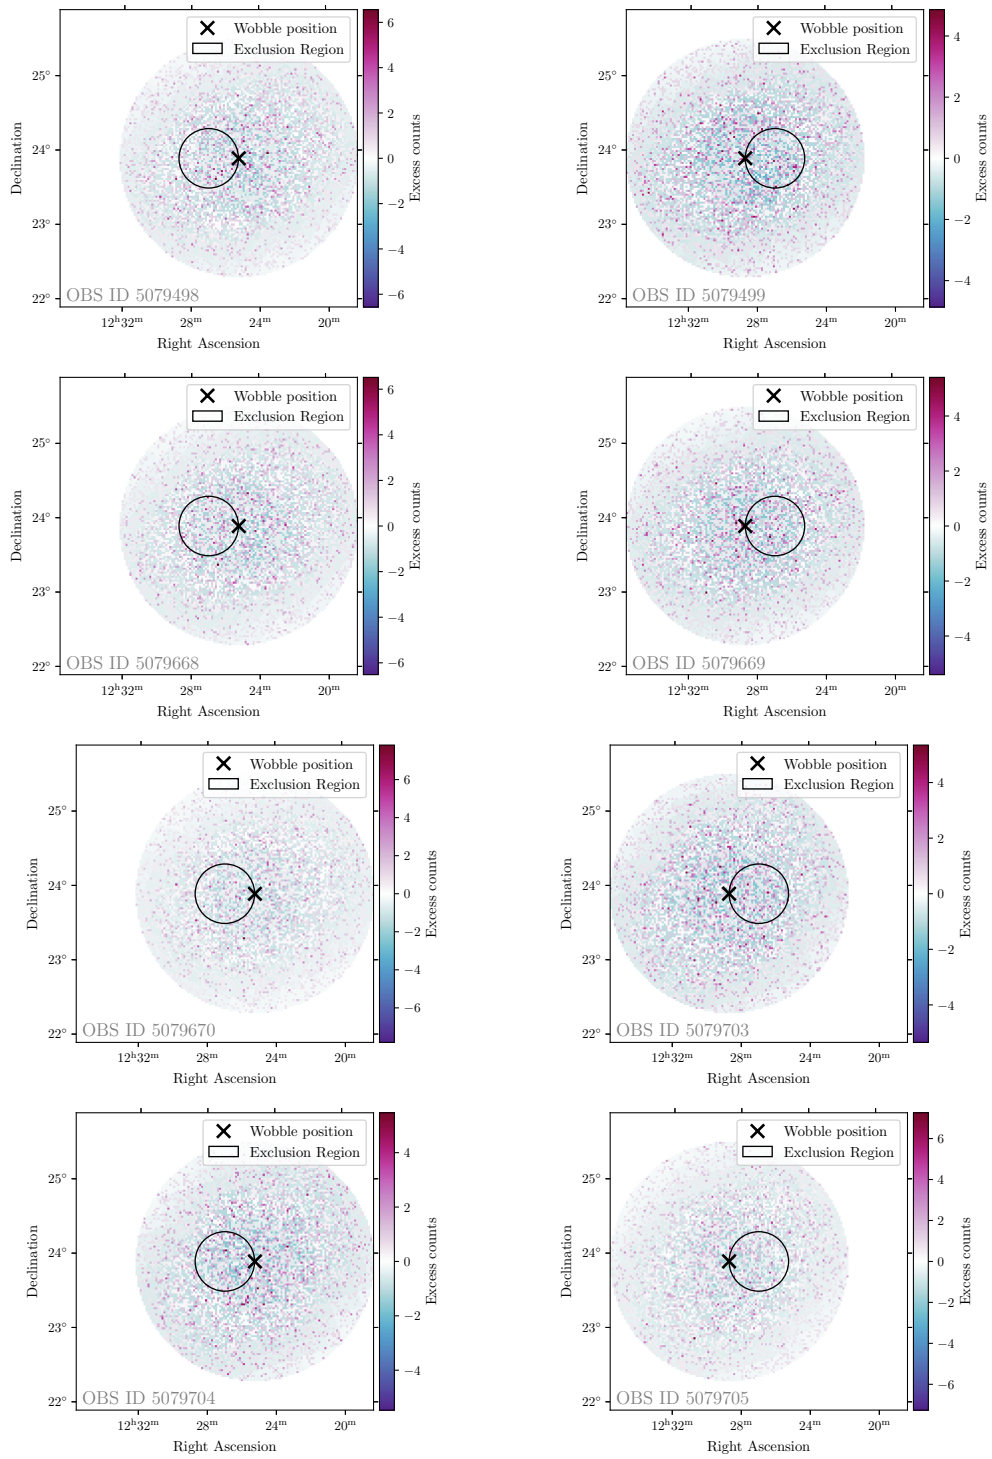 Wobble position
Exclusion Region
25°
24°
23°
22°
Declination
OBS ID 5079498
12ʰ32ᵐ 28ᵐ 24ᵐ 20ᵐ
Right Ascension
6
4
2
0
−2
−4
−6
Excess counts
Wobble position
Exclusion Region
25°
24°
23°
22°
Declination
OBS ID 5079499
12ʰ32ᵐ 28ᵐ 24ᵐ 20ᵐ
Right Ascension
4
2
0
−2
−4
Excess counts
Wobble position
Exclusion Region
25°
24°
23°
22°
Declination
OBS ID 5079668
12ʰ32ᵐ 28ᵐ 24ᵐ 20ᵐ
Right Ascension
6
4
2
0
−2
−4
−6
Excess counts
Wobble position
Exclusion Region
25°
24°
23°
22°
Declination
OBS ID 5079669
12ʰ32ᵐ 28ᵐ 24ᵐ 20ᵐ
Right Ascension
4
2
0
−2
−4
Excess counts
Wobble position
Exclusion Region
25°
24°
23°
22°
Declination
OBS ID 5079670
12ʰ32ᵐ 28ᵐ 24ᵐ 20ᵐ
Right Ascension
6
4
2
0
−2
−4
−6
Excess counts
Wobble position
Exclusion Region
25°
24°
23°
22°
Declination
OBS ID 5079703
12ʰ32ᵐ 28ᵐ 24ᵐ 20ᵐ
Right Ascension
4
2
0
−2
−4
Excess counts
Wobble position
Exclusion Region
25°
24°
23°
22°
Declination
OBS ID 5079704
12ʰ32ᵐ 28ᵐ 24ᵐ 20ᵐ
Right Ascension
4
2
0
−2
−4
Excess counts
Wobble position
Exclusion Region
25°
24°
23°
22°
Declination
OBS ID 5079705
12ʰ32ᵐ 28ᵐ 24ᵐ 20ᵐ
Right Ascension
6
4
2
0
−2
−4
−6
Excess counts